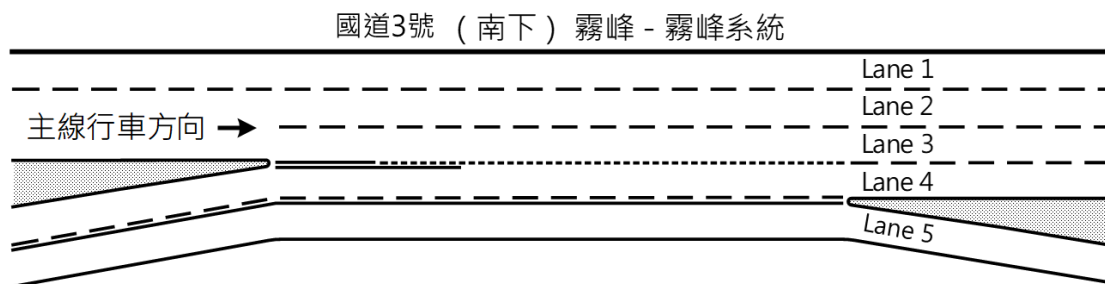 國道3號 (南下) 霧峰 - 霧峰系統
Lane 1
Lane 2
主線行車方向
Lane 3
Lane 4
Lane 5